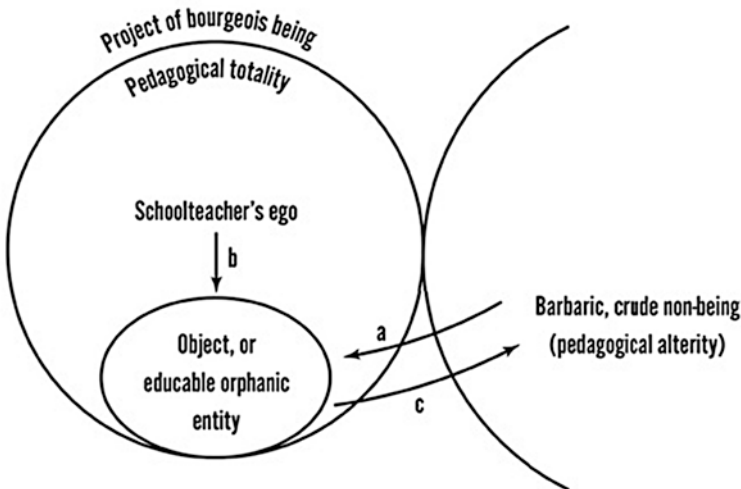 Project of bourgeois being
Pedagogical totality
Schoolteacher's ego
b
Object, or
educable orphanic
entity
a
c
Barbaric, crude non-being
(pedagogical alterity)